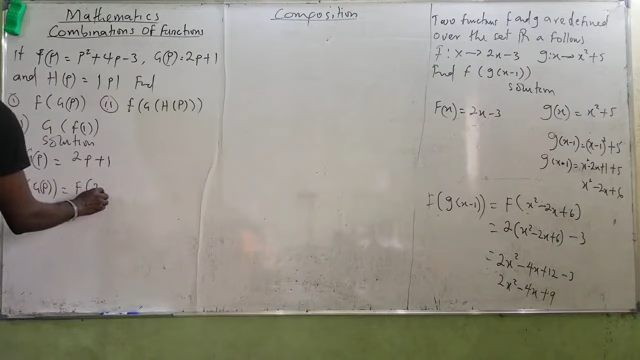 Mathematics
Combinations Of Functions
If f(P) = P²+4P-3, G(P)=2P+1
and H(P) = |P| Find
(i) F(G(P)) (ii) f(G(H(P)))
G(f(1))
Solution
(P) = 2P+1
G(P)) = F(2
Composition
Two functions f and g are defined
over the set R a follows
F: x → 2x-3 g: x → x²+5
Find f(g(x-1))
Solution
F(x) = 2x-3 g(x) = x²+5
g(x-1) = (x-1)²+5
g(x-1) = x²-2x+1+5
x²-2x+6
F(g(x-1)) = F(x²-2x+6)
= 2(x²-2x+6) - 3
= 2x²-4x+12-3
2x²-4x+9